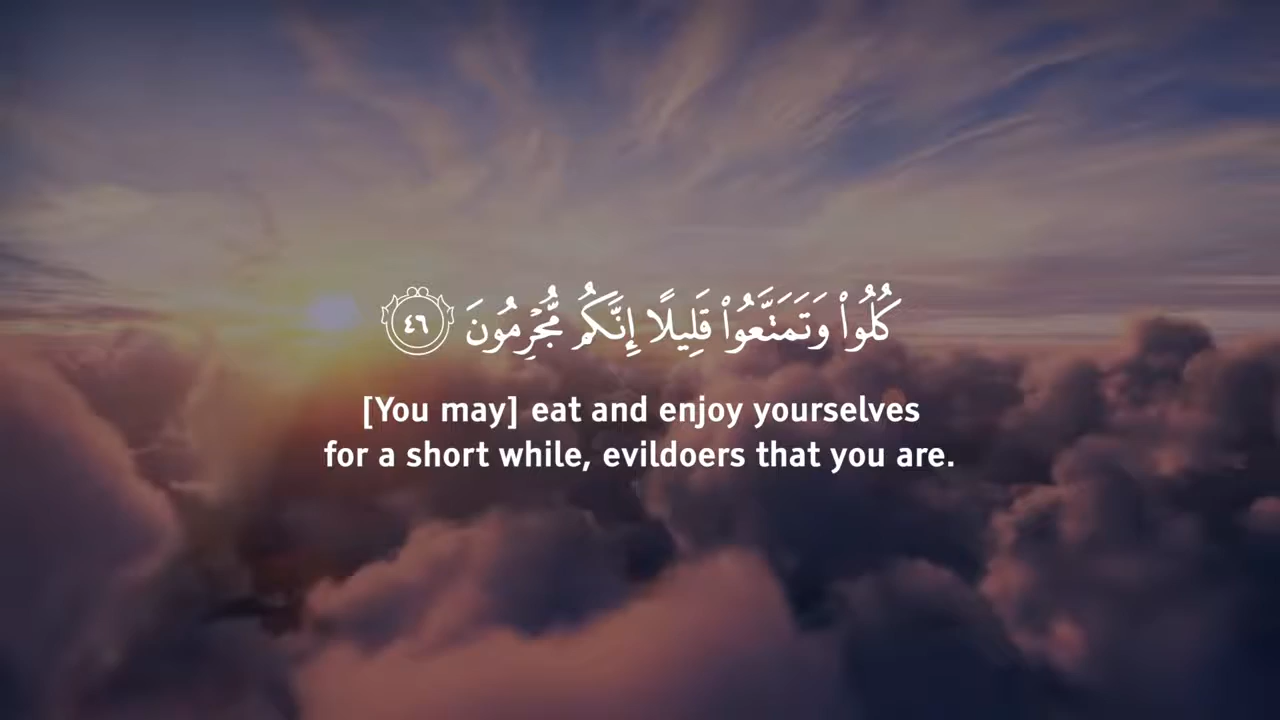 كُلُوا۟ وَتَمَتَّعُوا۟ قَلِيلًا إِنَّكُم مُّجْرِمُونَ ٤٦
[You may] eat and enjoy yourselves
for a short while, evildoers that you are.